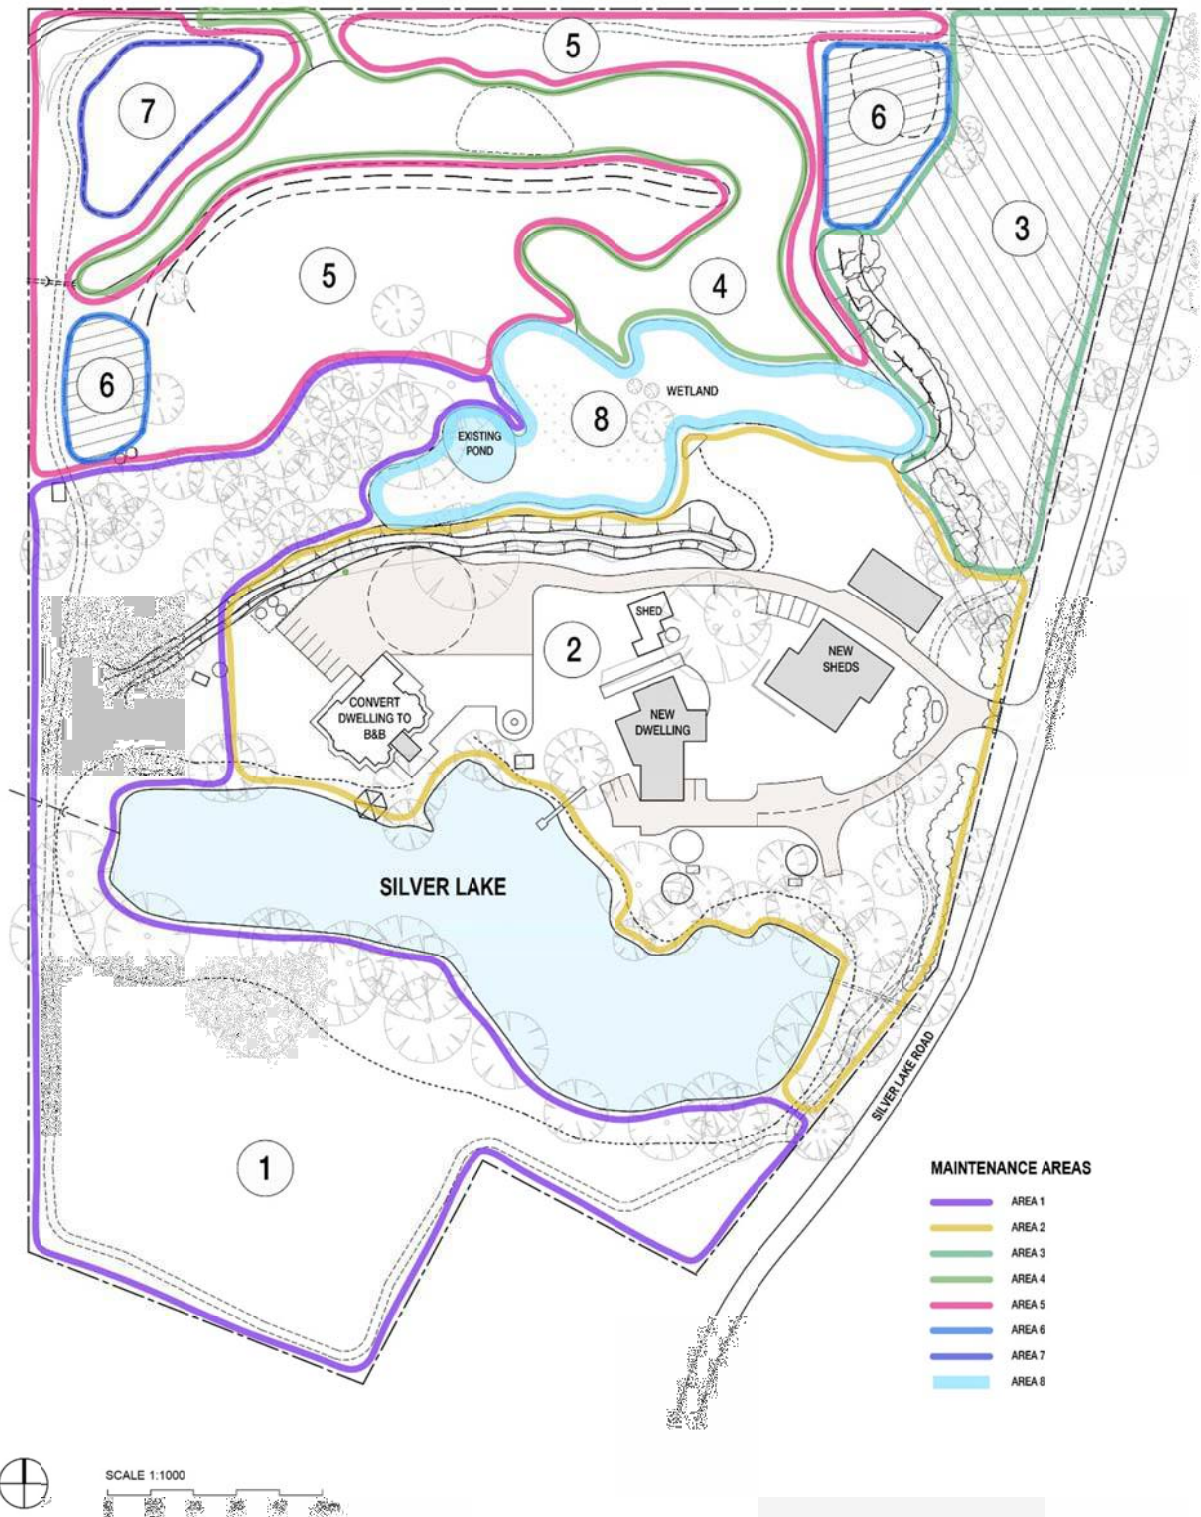 5
7
6
3
5
4
6
WETLAND
8
EXISTING
POND
SHED
2
NEW
SHEDS
CONVERT
DWELLING TO
B&B
NEW
DWELLING
SILVER LAKE
SILVER LAKE ROAD
1
MAINTENANCE AREAS
AREA 1
AREA 2
AREA 3
AREA 4
AREA 5
AREA 6
AREA 7
AREA 8
SCALE 1:1000